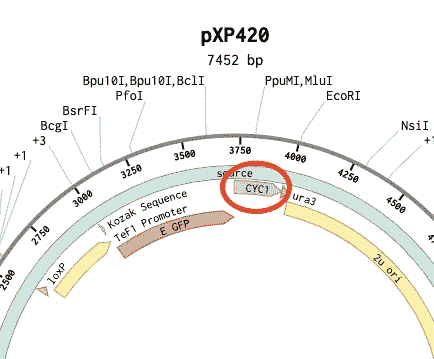 pXP420
7452 bp
Bpu10I,Bpu10I,BclI
PpuMI,MluI
PfoI
EcoRI
BsrFI
BcgI
NsiI
+3
+1
+1
+1
2500
2750
3000
3250
3500
3750
4000
4250
4500
source
CYC1
ura3
Kozak Sequence
TeF1 Promoter
E GFP
loxP
2u ori